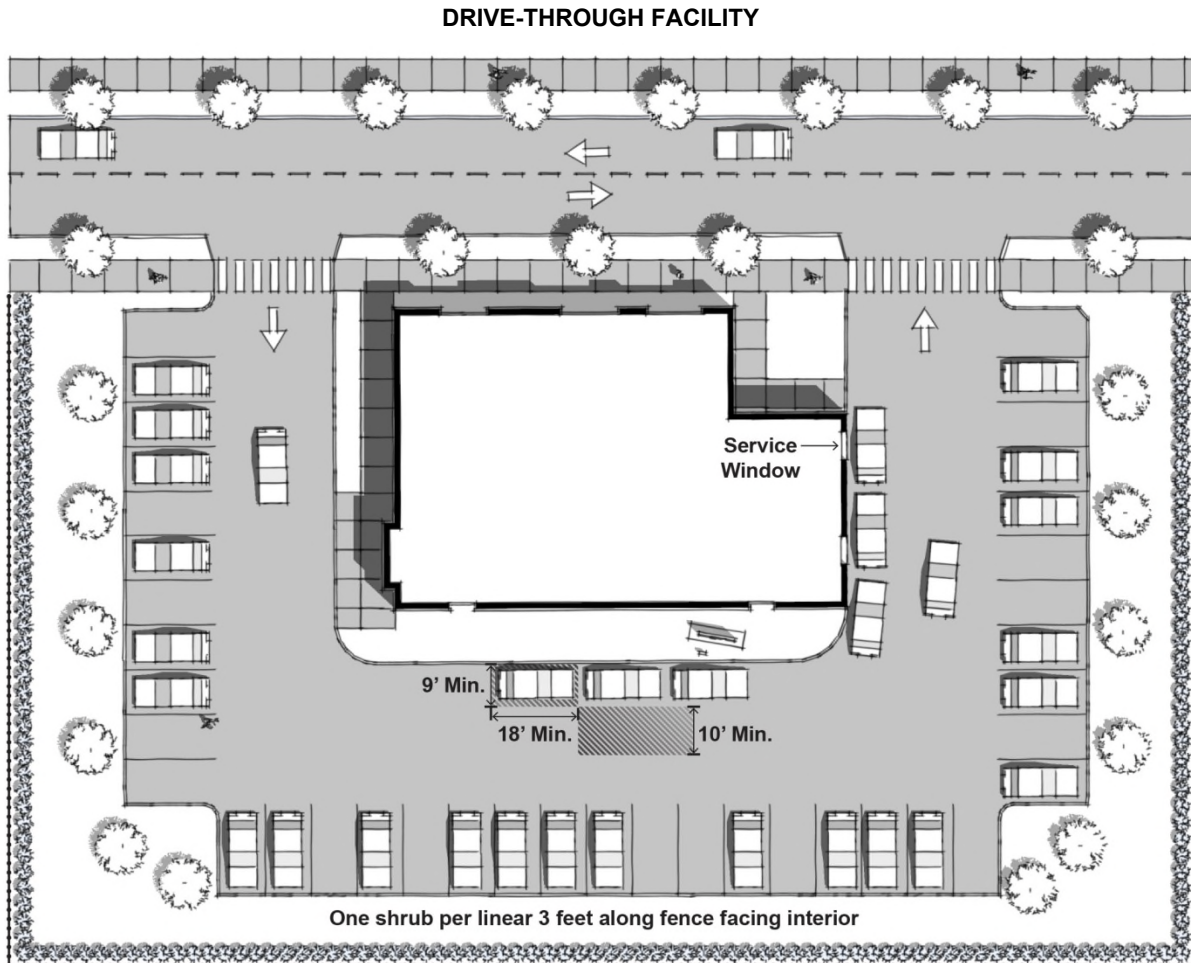 DRIVE-THROUGH FACILITY
Service
Window
9’ Min.
18’ Min.
10’ Min.
One shrub per linear 3 feet along fence facing interior